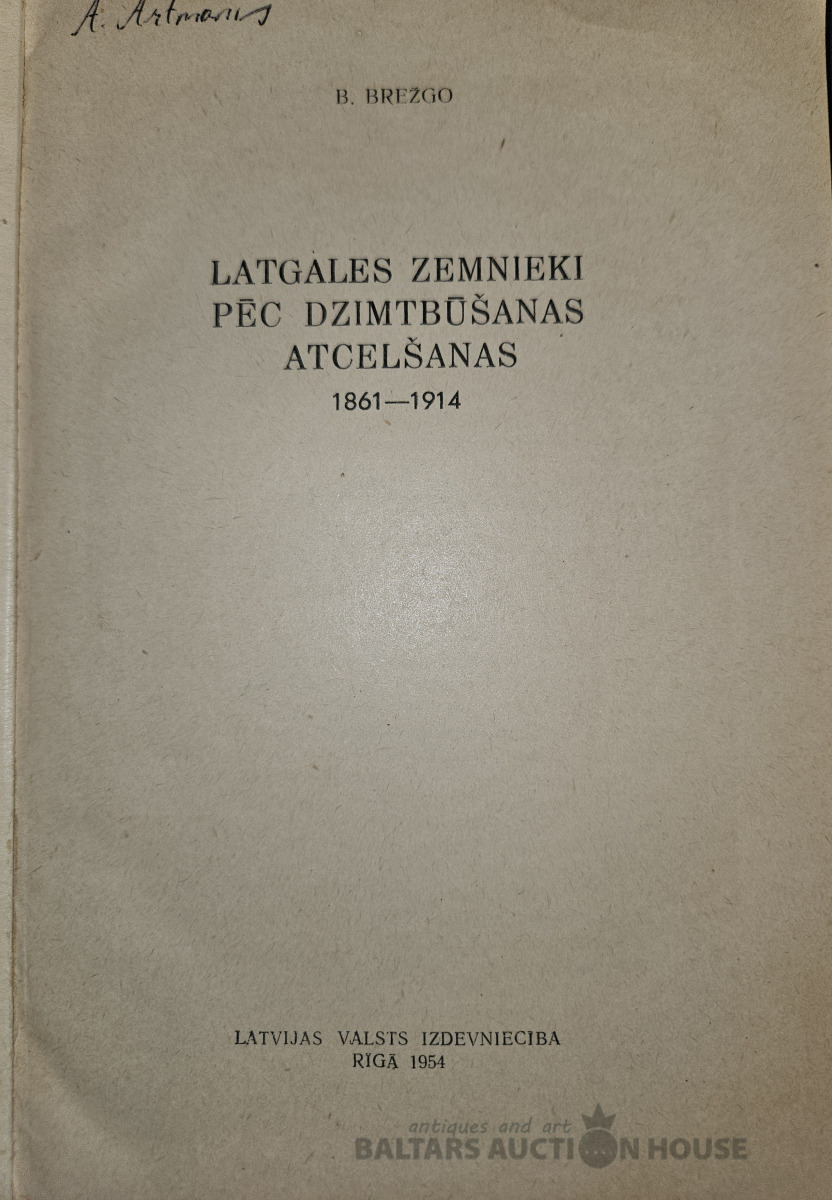 A. Artmanis
B. BREŽGO
LATGALES ZEMNIEKI
PĒC DZIMTBŪŠANAS
ATCELŠANAS
1861—1914
LATVIJAS VALSTS IZDEVNIECĪBA
RĪGĀ 1954
antiques and art
BALTARS AUCTION HOUSE